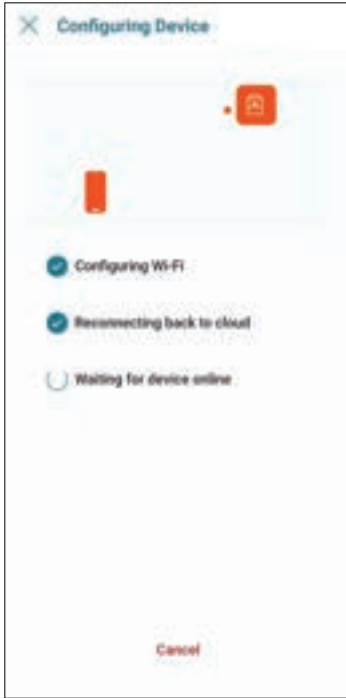 Configuring Device
Configuring Wi-Fi
Reconnecting back to cloud
Waiting for device online
Cancel